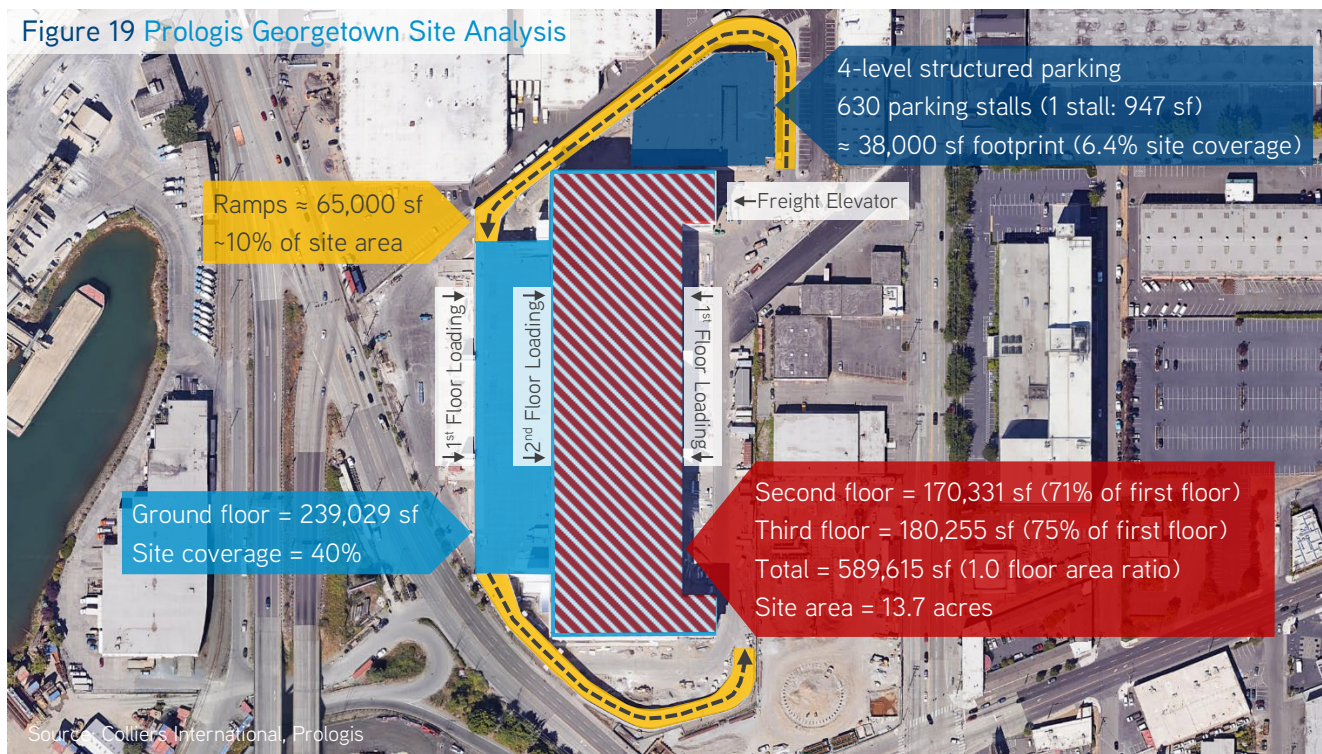 Figure 19 Prologis Georgetown Site Analysis
4-level structured parking
630 parking stalls (1 stall: 947 sf)
≈ 38,000 sf footprint (6.4% site coverage)
Ramps ≈ 65,000 sf
~10% of site area
←Freight Elevator
1st Floor Loading
2nd Floor Loading
1st Floor Loading
Ground floor = 239,029 sf
Site coverage = 40%
Second floor = 170,331 sf (71% of first floor)
Third floor = 180,255 sf (75% of first floor)
Total = 589,615 sf (1.0 floor area ratio)
Site area = 13.7 acres
Source: Colliers International, Prologis